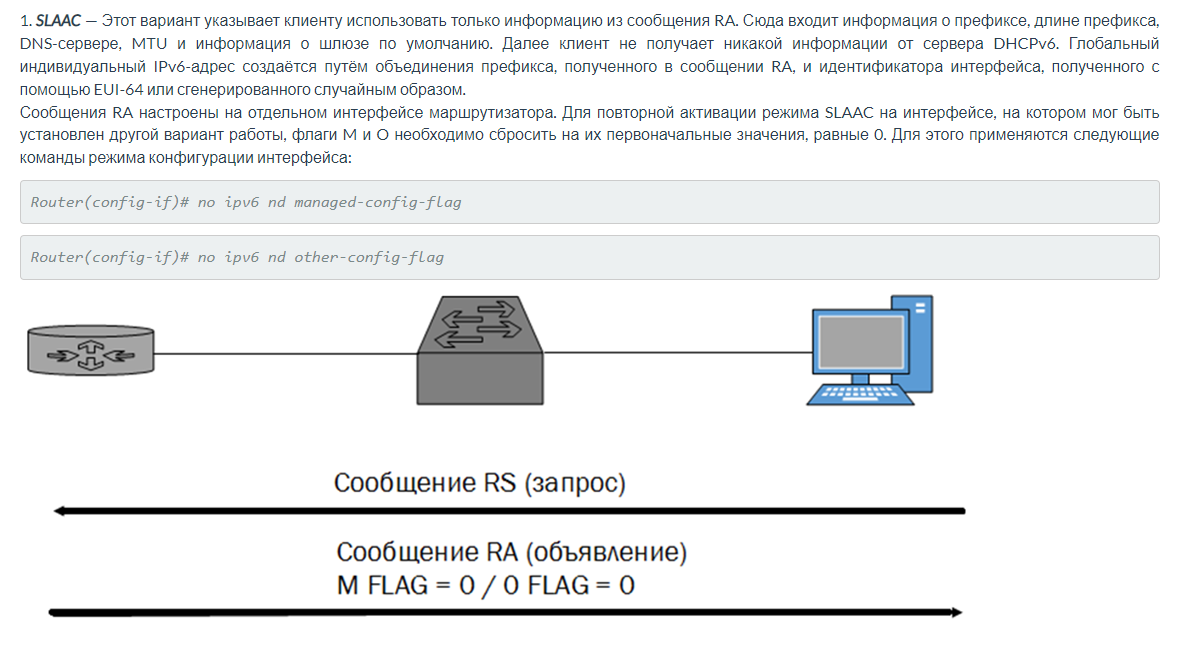 1. SLAAC — Этот вариант указывает клиенту использовать только информацию из сообщения RA. Сюда входит информация о префиксе, длине префикса,
DNS-сервере, MTU и информация о шлюзе по умолчанию. Далее клиент не получает никакой информации от сервера DHCPv6. Глобальный
индивидуальный IPv6-адрес создаётся путём объединения префикса, полученного в сообщении RA, и идентификатора интерфейса, полученного с
помощью EUI-64 или сгенерированного случайным образом.
Сообщения RA настроены на отдельном интерфейсе маршрутизатора. Для повторной активации режима SLAAC на интерфейсе, на котором мог быть
установлен другой вариант работы, флаги M и O необходимо сбросить на их первоначальные значения, равные 0. Для этого применяются следующие
команды режима конфигурации интерфейса:
Router(config-if)# no ipv6 nd managed-config-flag
Router(config-if)# no ipv6 nd other-config-flag
Сообщение RS (запрос)
Сообщение RA (объявление)
M FLAG = 0 / O FLAG = 0